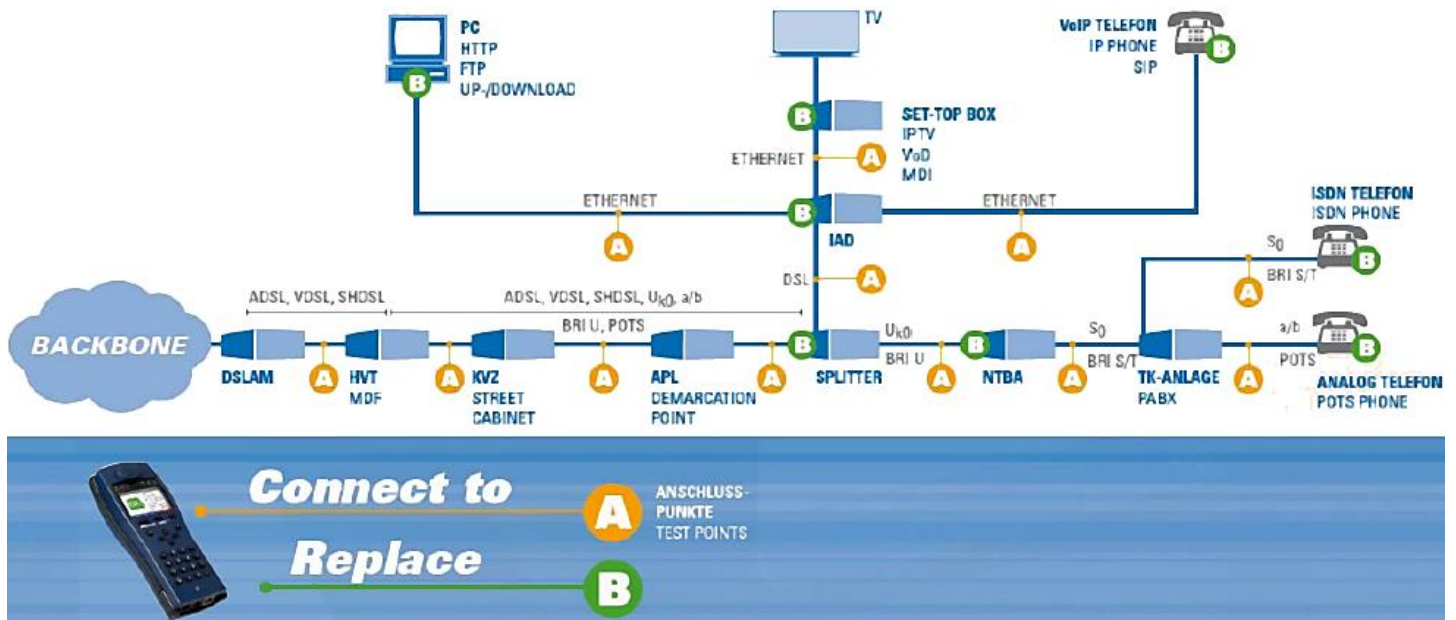 PC
HTTP
FTP
UP-/DOWNLOAD
B
TV
VoIP TELEFON
IP PHONE
SIP
B
B
SET-TOP BOX
IPTV
VoD
MDI
ETHERNET
A
ETHERNET
A
B
IAD
ETHERNET
A
ISDN TELEFON
ISDN PHONE
B
S0
BRI S/T
A
DSL
A
ADSL, VDSL, SHDSL
ADSL, VDSL, SHDSL, Uk0, a/b
BRI U, POTS
BACKBONE
DSLAM
A
HVT
MDF
A
KVZ
STREET
CABINET
A
APL
DEMARCATION
POINT
A
B
SPLITTER
Uk0
BRI U
A
B
NTBA
S0
BRI S/T
A
TK-ANLAGE
PABX
a/b
POTS
A
B
ANALOG TELEFON
POTS PHONE
Connect to
A
ANSCHLUSS-
PUNKTE
TEST POINTS
Replace
B